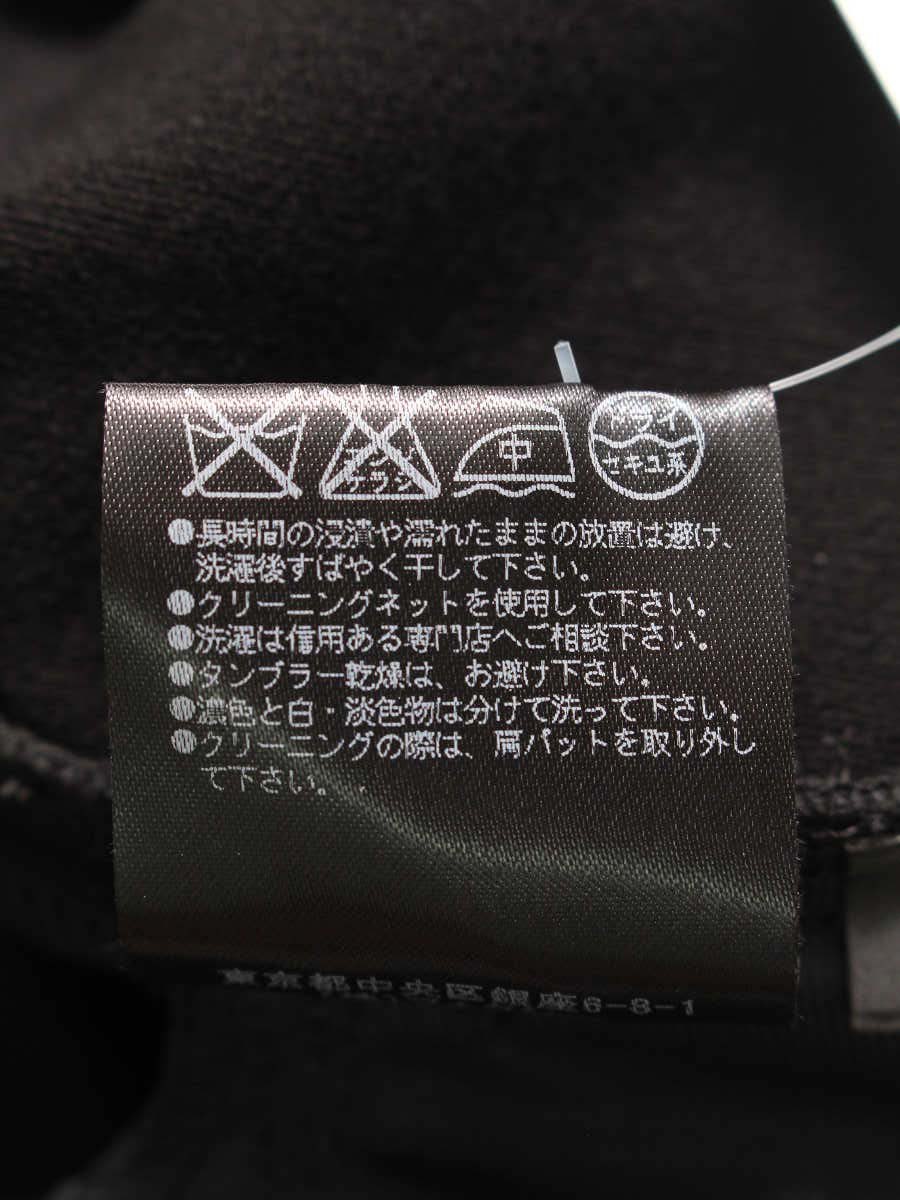 エンソ
サラシ
中
ドライ
セキユ系
●長時間の浸漬や濡れたままの放置は避け、
洗濯後すばやく干して下さい。
●クリーニングネットを使用して下さい。
●洗濯は信用ある専門店へご相談下さい。
●タンブラー乾燥は、お避け下さい。
●濃色と白・淡色物は分けて洗って下さい。
●クリーニングの際は、肩パットを取り外し
て下さい。
東京都中央区銀座6-8-1